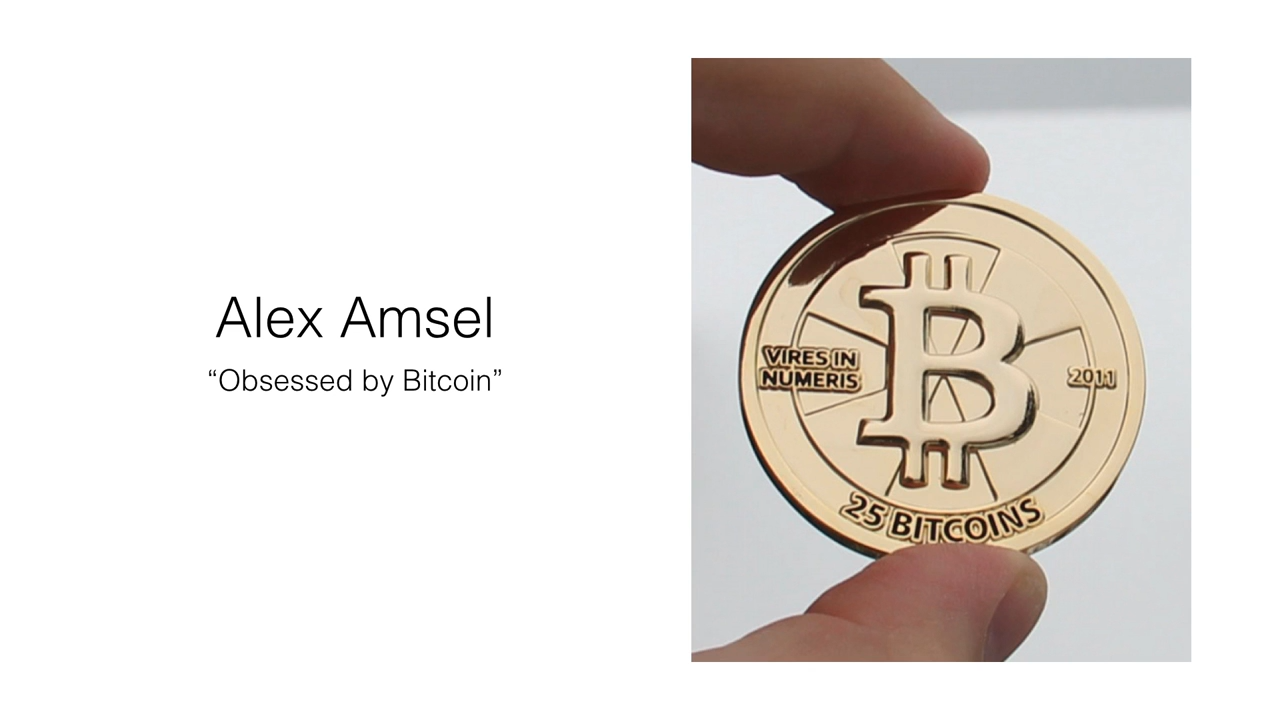 Alex Amsel
“Obsessed by Bitcoin”
VIRES IN
NUMERIS
2011
25 BITCOINS